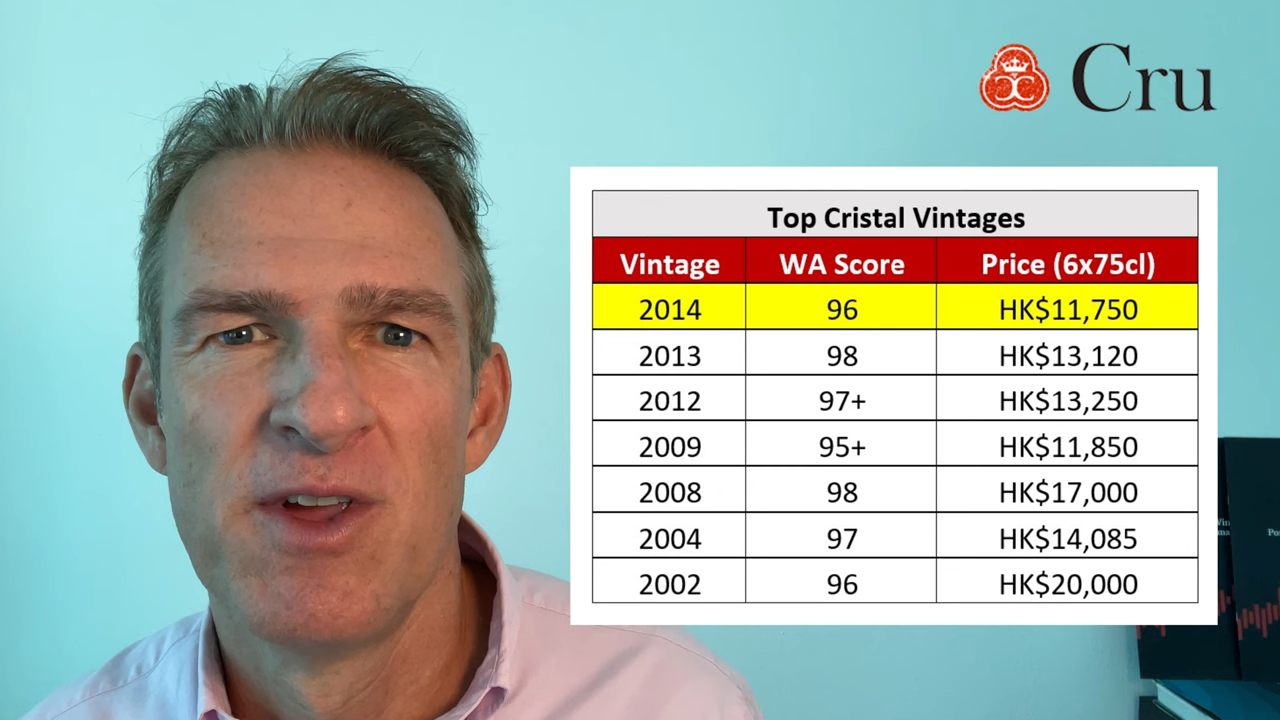 Cru
Top Cristal Vintages
Vintage WA Score Price (6x75cl)
2014 96 HK$11,750
2013 98 HK$13,120
2012 97+ HK$13,250
2009 95+ HK$11,850
2008 98 HK$17,000
2004 97 HK$14,085
2002 96 HK$20,000